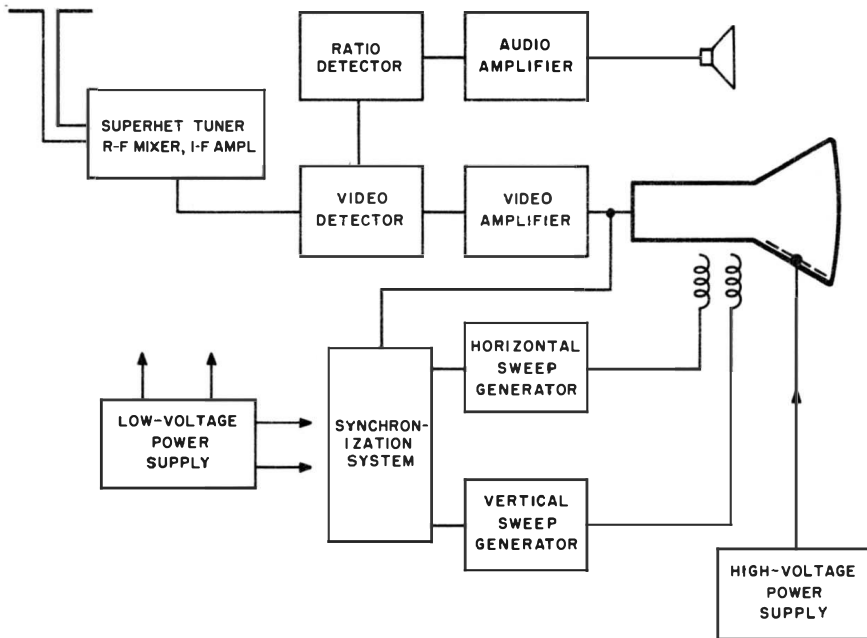 RATIO
DETECTOR
AUDIO
AMPLIFIER
SUPERHET TUNER
R-F MIXER, I-F AMPL
VIDEO
DETECTOR
VIDEO
AMPLIFIER
HORIZONTAL
SWEEP
GENERATOR
LOW-VOLTAGE
POWER
SUPPLY
SYNCHRON-
IZATION
SYSTEM
VERTICAL
SWEEP
GENERATOR
HIGH-VOLTAGE
POWER
SUPPLY